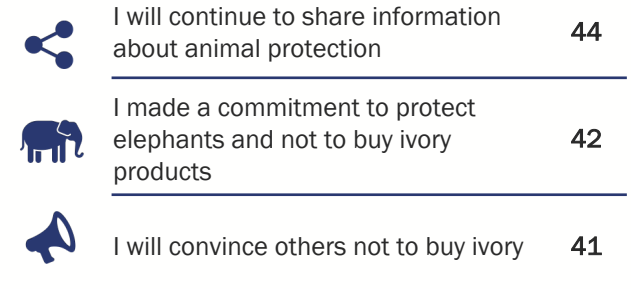 I will continue to share information
about animal protection
44
I made a commitment to protect
elephants and not to buy ivory
products
42
I will convince others not to buy ivory
41